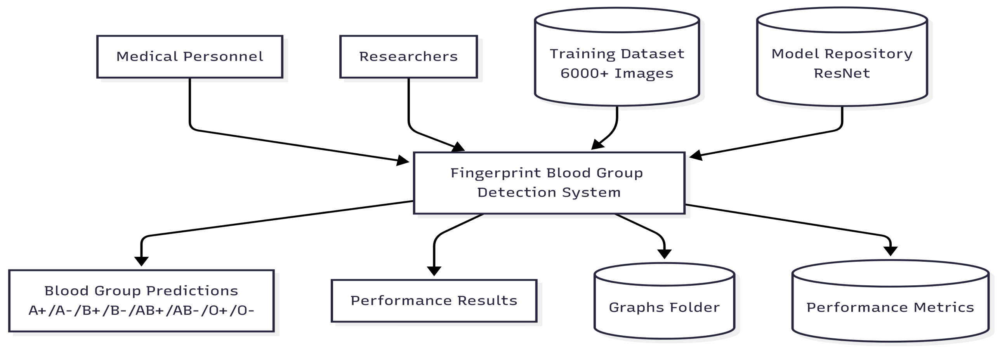 Medical Personnel
Researchers
Training Dataset
6000+ Images
Model Repository
ResNet
Fingerprint Blood Group
Detection System
Blood Group Predictions
A+/A-/B+/B-/AB+/AB-/O+/O-
Performance Results
Graphs Folder
Performance Metrics